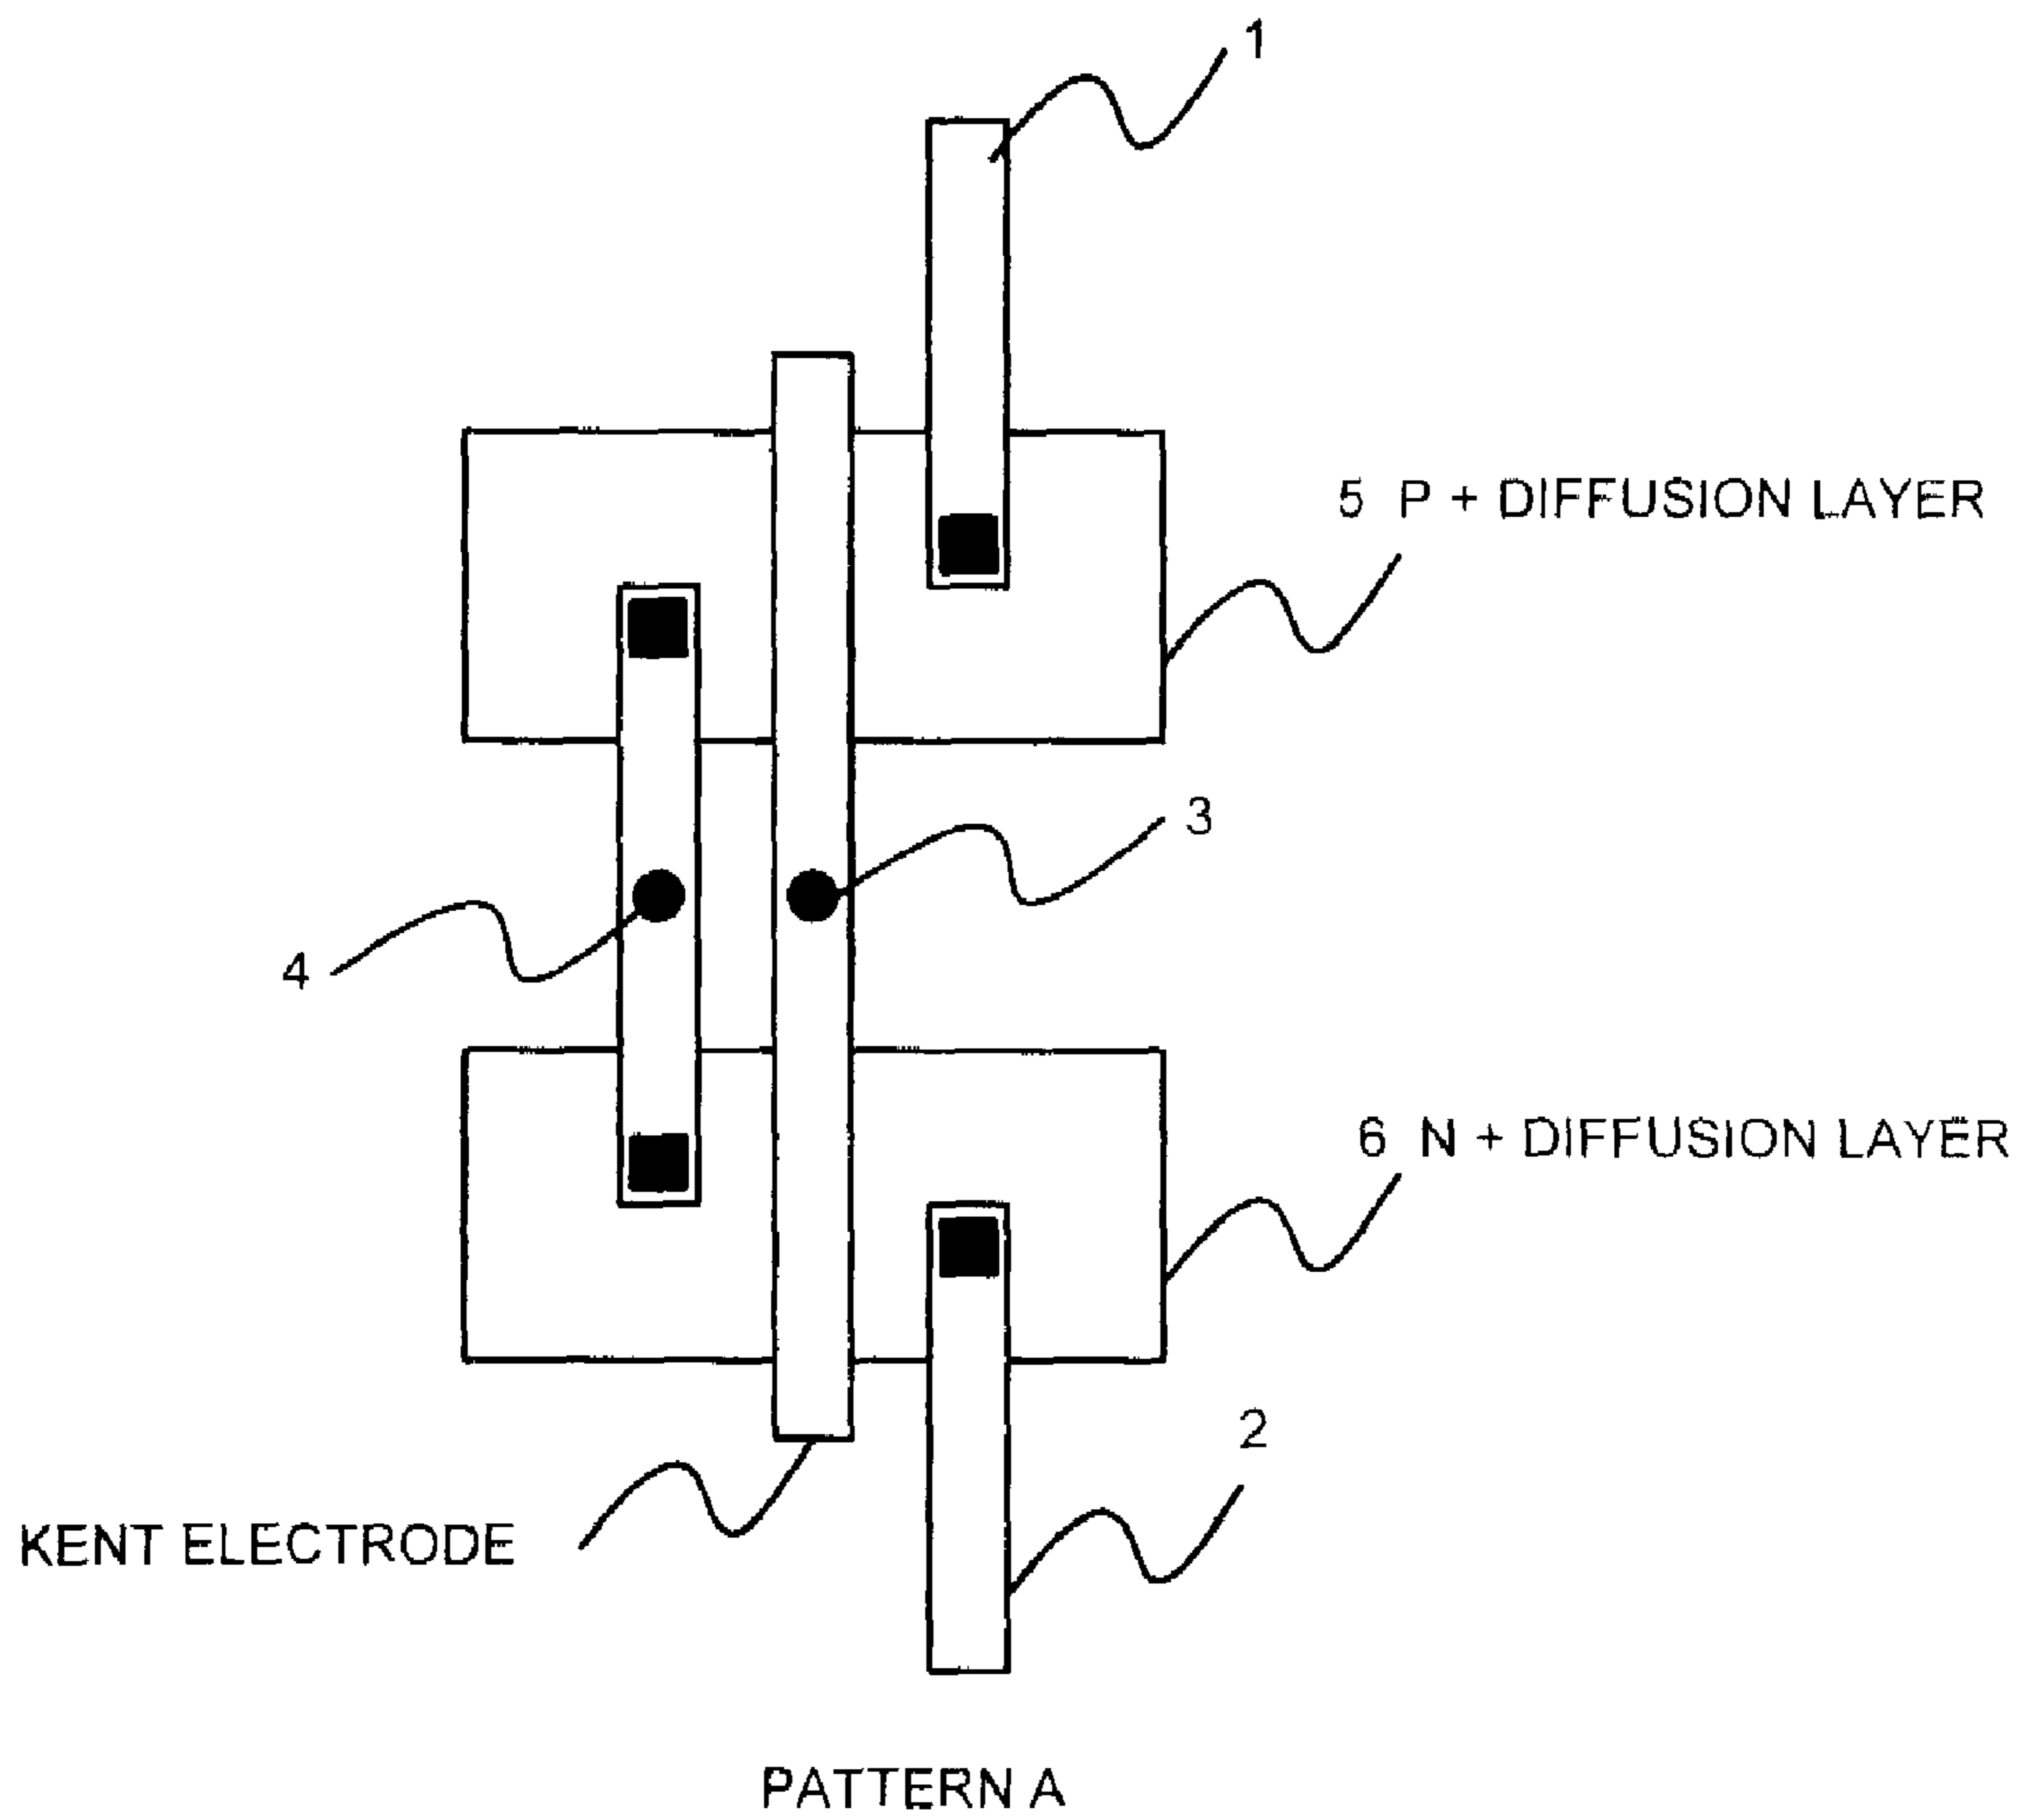 1
5 P + DIFFUSION LAYER
3
4
6 N + DIFFUSION LAYER
2
KENT ELECTRODE
PATTERN A